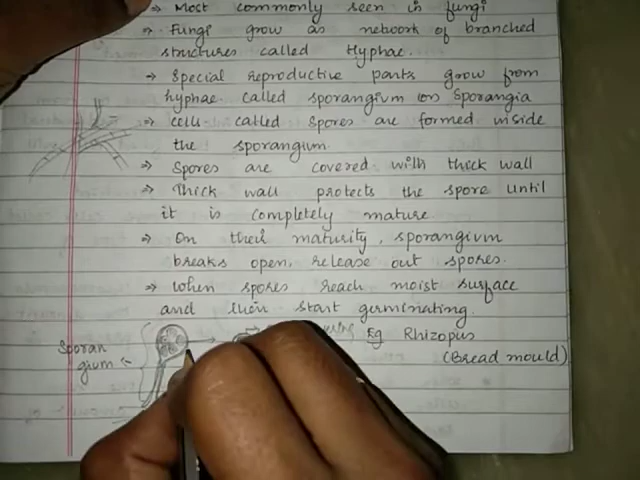 → Most commonly seen in fungi
→ Fungi grow as network of branched
structures called Hyphae.
→ Special reproductive parts grow from
hyphae called sporangium (or) Sporangia
→ Cells called Spores are formed inside
the sporangium.
→ Spores are covered with thick wall
→ Thick wall protects the spore until
it is completely mature
→ On their maturity, sporangium
breaks open, release out spores.
→ when spores reach moist surface
and then start germinating.
Eg Rhizopus
(Bread mould)
Sporan
gium